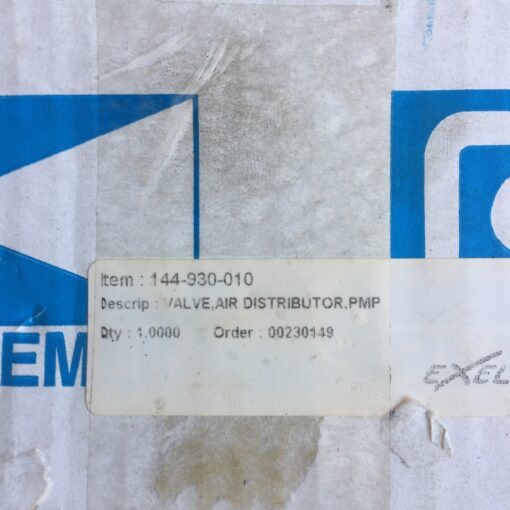 Item : 144-930-010
Descrip : VALVE,AIR DISTRIBUTOR,PMP
Qty : 1.0000 Order : 00230149
EM
EXEL